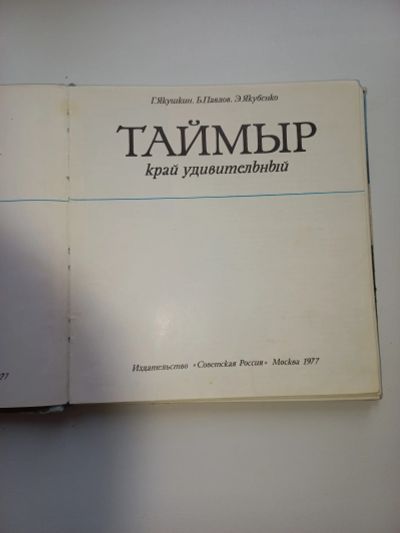 Г.Якушкин. Б.Павлов. Э.Якубенко
ТАЙМЫР
край удивительный
Издательство «Советская Россия» Москва 1977